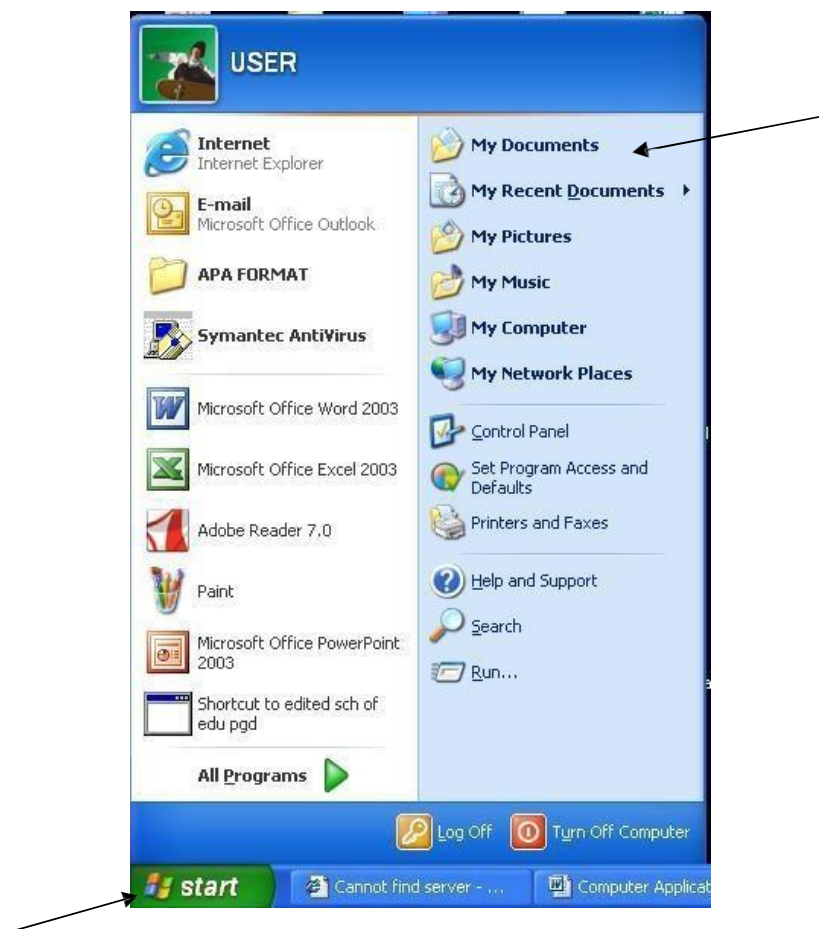 USER
Internet
Internet Explorer
E-mail
Microsoft Office Outlook
APA FORMAT
Symantec AntiVirus
Microsoft Office Word 2003
Microsoft Office Excel 2003
Adobe Reader 7.0
Paint
Microsoft Office PowerPoint
2003
Shortcut to edited sch of
edu pgd
All Programs
My Documents
My Recent Documents
My Pictures
My Music
My Computer
My Network Places
Control Panel
Set Program Access and
Defaults
Printers and Faxes
Help and Support
Search
Run...
Log Off
Turn Off Computer
start
Cannot find server - ...
Computer Applicat